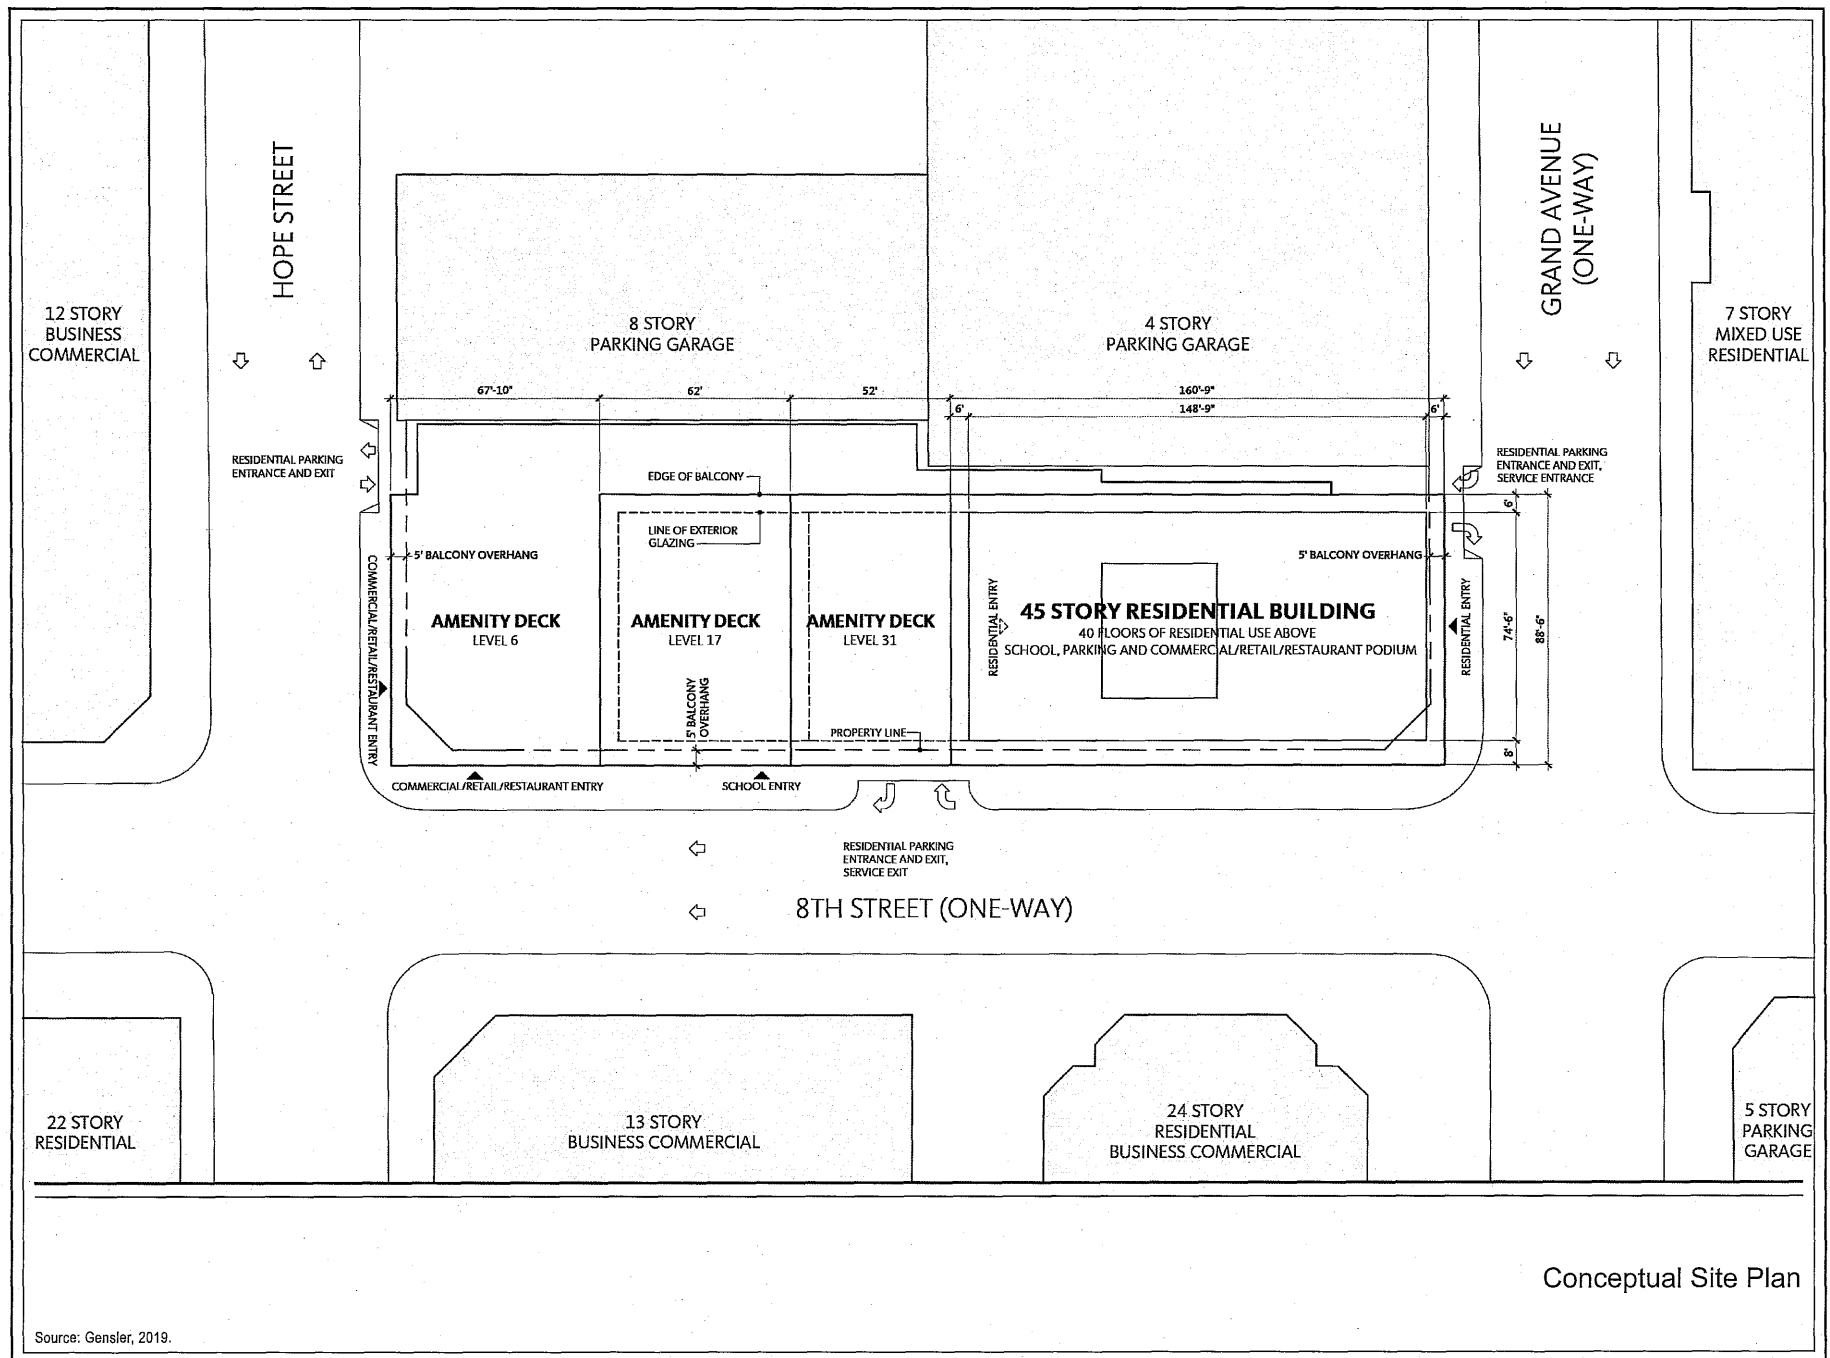 HOPE STREET
GRAND AVENUE
(ONE-WAY)
12 STORY
BUSINESS
COMMERCIAL
8 STORY
PARKING GARAGE
4 STORY
PARKING GARAGE
7 STORY
MIXED USE
RESIDENTIAL
67'-10"
62'
52'
160'-9"
6'
148'-9"
6'
RESIDENTIAL PARKING
ENTRANCE AND EXIT
RESIDENTIAL PARKING
ENTRANCE AND EXIT,
SERVICE ENTRANCE
EDGE OF BALCONY
LINE OF EXTERIOR
GLAZING
6'
5' BALCONY OVERHANG
5' BALCONY OVERHANG
COMMERCIAL/RETAIL/RESTAURANT ENTRY
AMENITY DECK
LEVEL 6
AMENITY DECK
LEVEL 17
AMENITY DECK
LEVEL 31
RESIDENTIAL ENTRY
45 STORY RESIDENTIAL BUILDING
40 FLOORS OF RESIDENTIAL USE ABOVE
SCHOOL, PARKING AND COMMERCIAL/RETAIL/RESTAURANT PODIUM
RESIDENTIAL ENTRY
74'-6"
88'-6"
5' BALCONY
OVERHANG
PROPERTY LINE
8'
COMMERCIAL/RETAIL/RESTAURANT ENTRY
SCHOOL ENTRY
RESIDENTIAL PARKING
ENTRANCE AND EXIT,
SERVICE EXIT
8TH STREET (ONE-WAY)
22 STORY
RESIDENTIAL
13 STORY
BUSINESS COMMERCIAL
24 STORY
RESIDENTIAL
BUSINESS COMMERCIAL
5 STORY
PARKING
GARAGE
Conceptual Site Plan
Source: Gensler, 2019.